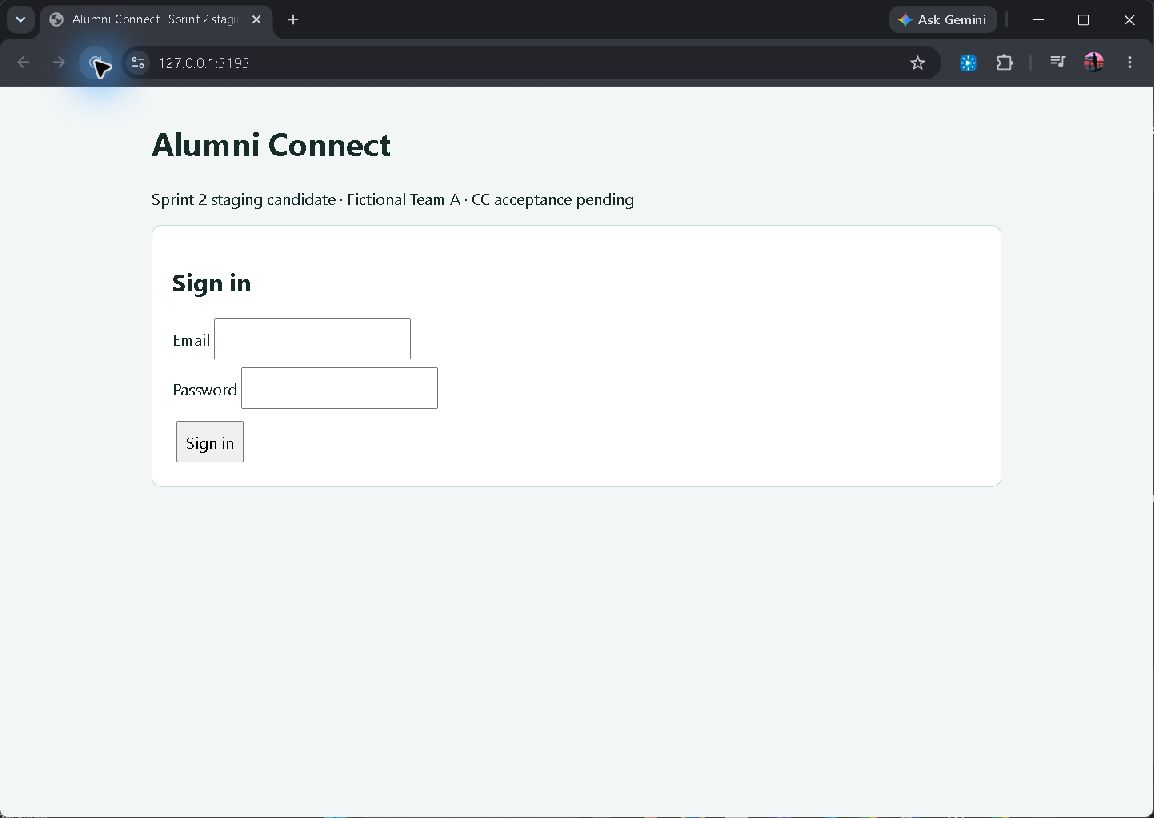 Alumni Connect · Sprint 2 stagi
Ask Gemini
127.0.0.1:5193
Alumni Connect
Sprint 2 staging candidate · Fictional Team A · CC acceptance pending
Sign in
Email
Password
Sign in